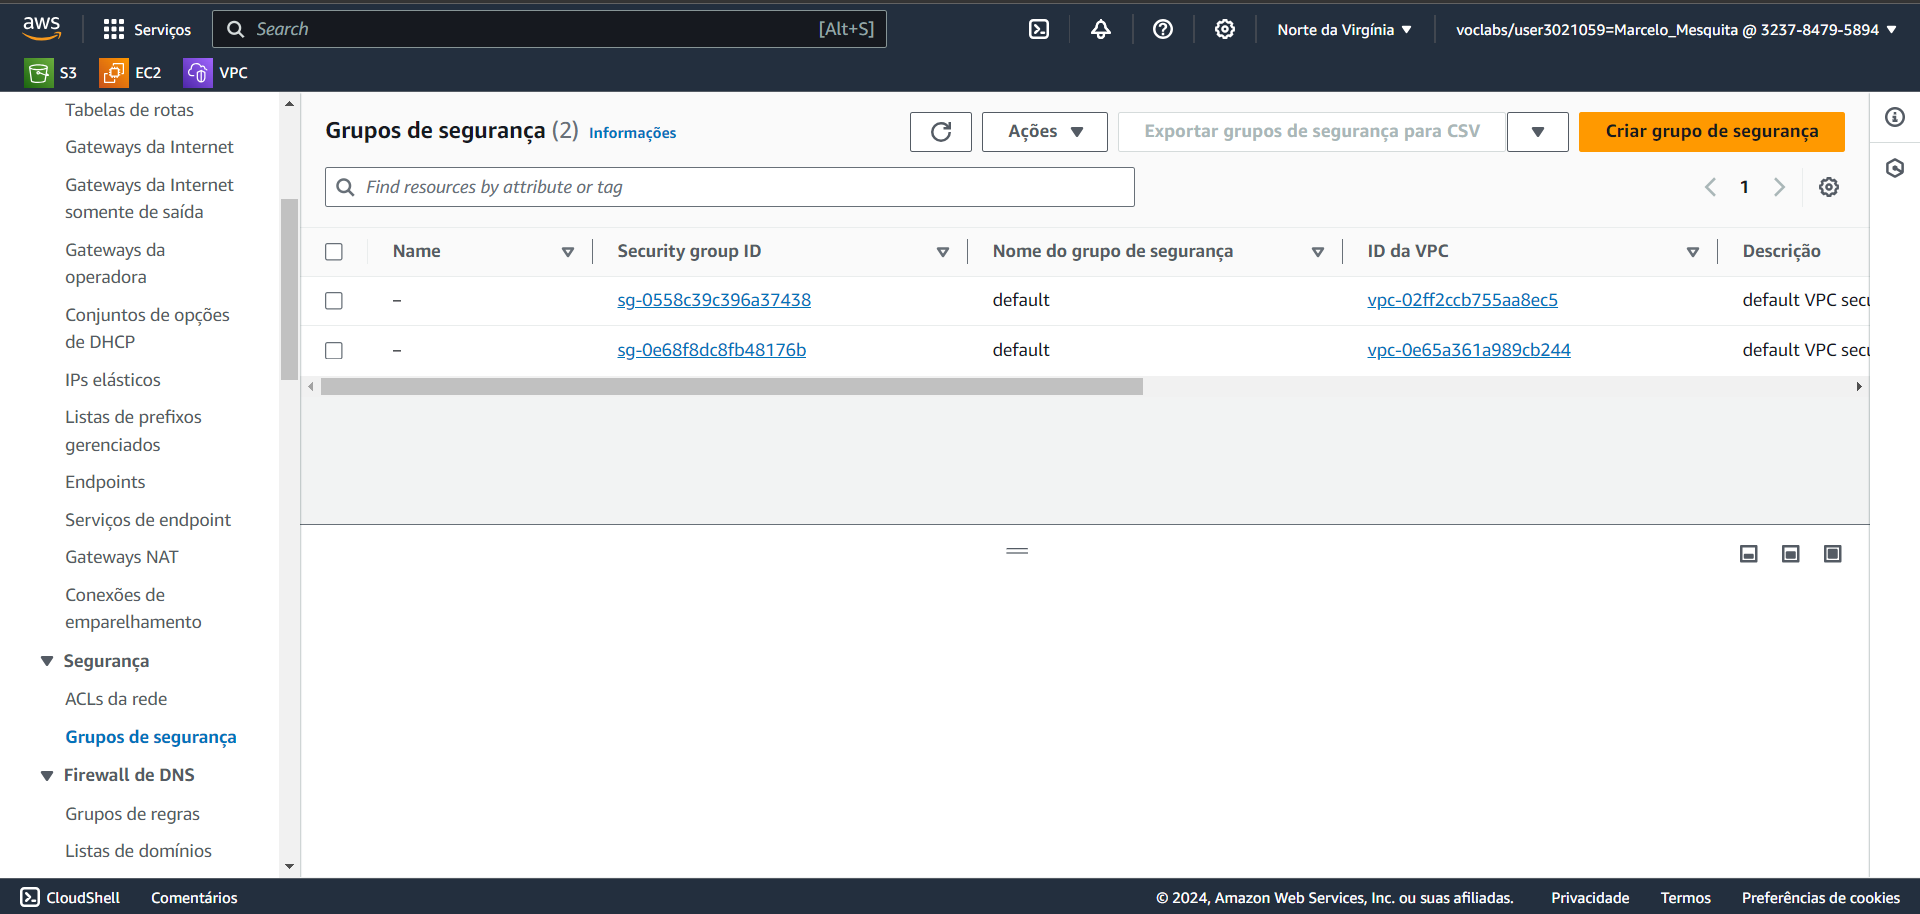 aws
Serviços
Search
[Alt+S]
Norte da Virgínia
voclabs/user3021059=Marcelo_Mesquita @ 3237-8479-5894
S3
EC2
VPC
Tabelas de rotas
Gateways da Internet
Gateways da Internet
somente de saída
Gateways da
operadora
Conjuntos de opções
de DHCP
IPs elásticos
Listas de prefixos
gerenciados
Endpoints
Serviços de endpoint
Gateways NAT
Conexões de
emparelhamento
Segurança
ACLs da rede
Grupos de segurança
Firewall de DNS
Grupos de regras
Listas de domínios
Grupos de segurança (2) Informações
Ações
Exportar grupos de segurança para CSV
Criar grupo de segurança
Find resources by attribute or tag
1
Name Security group ID Nome do grupo de segurança ID da VPC Descrição
– sg-0558c39c396a37438 default vpc-02ff2ccb755aa8ec5 default VPC secu
– sg-0e68f8dc8fb48176b default vpc-0e65a361a989cb244 default VPC secu
CloudShell
Comentários
© 2024, Amazon Web Services, Inc. ou suas afiliadas.
Privacidade
Termos
Preferências de cookies